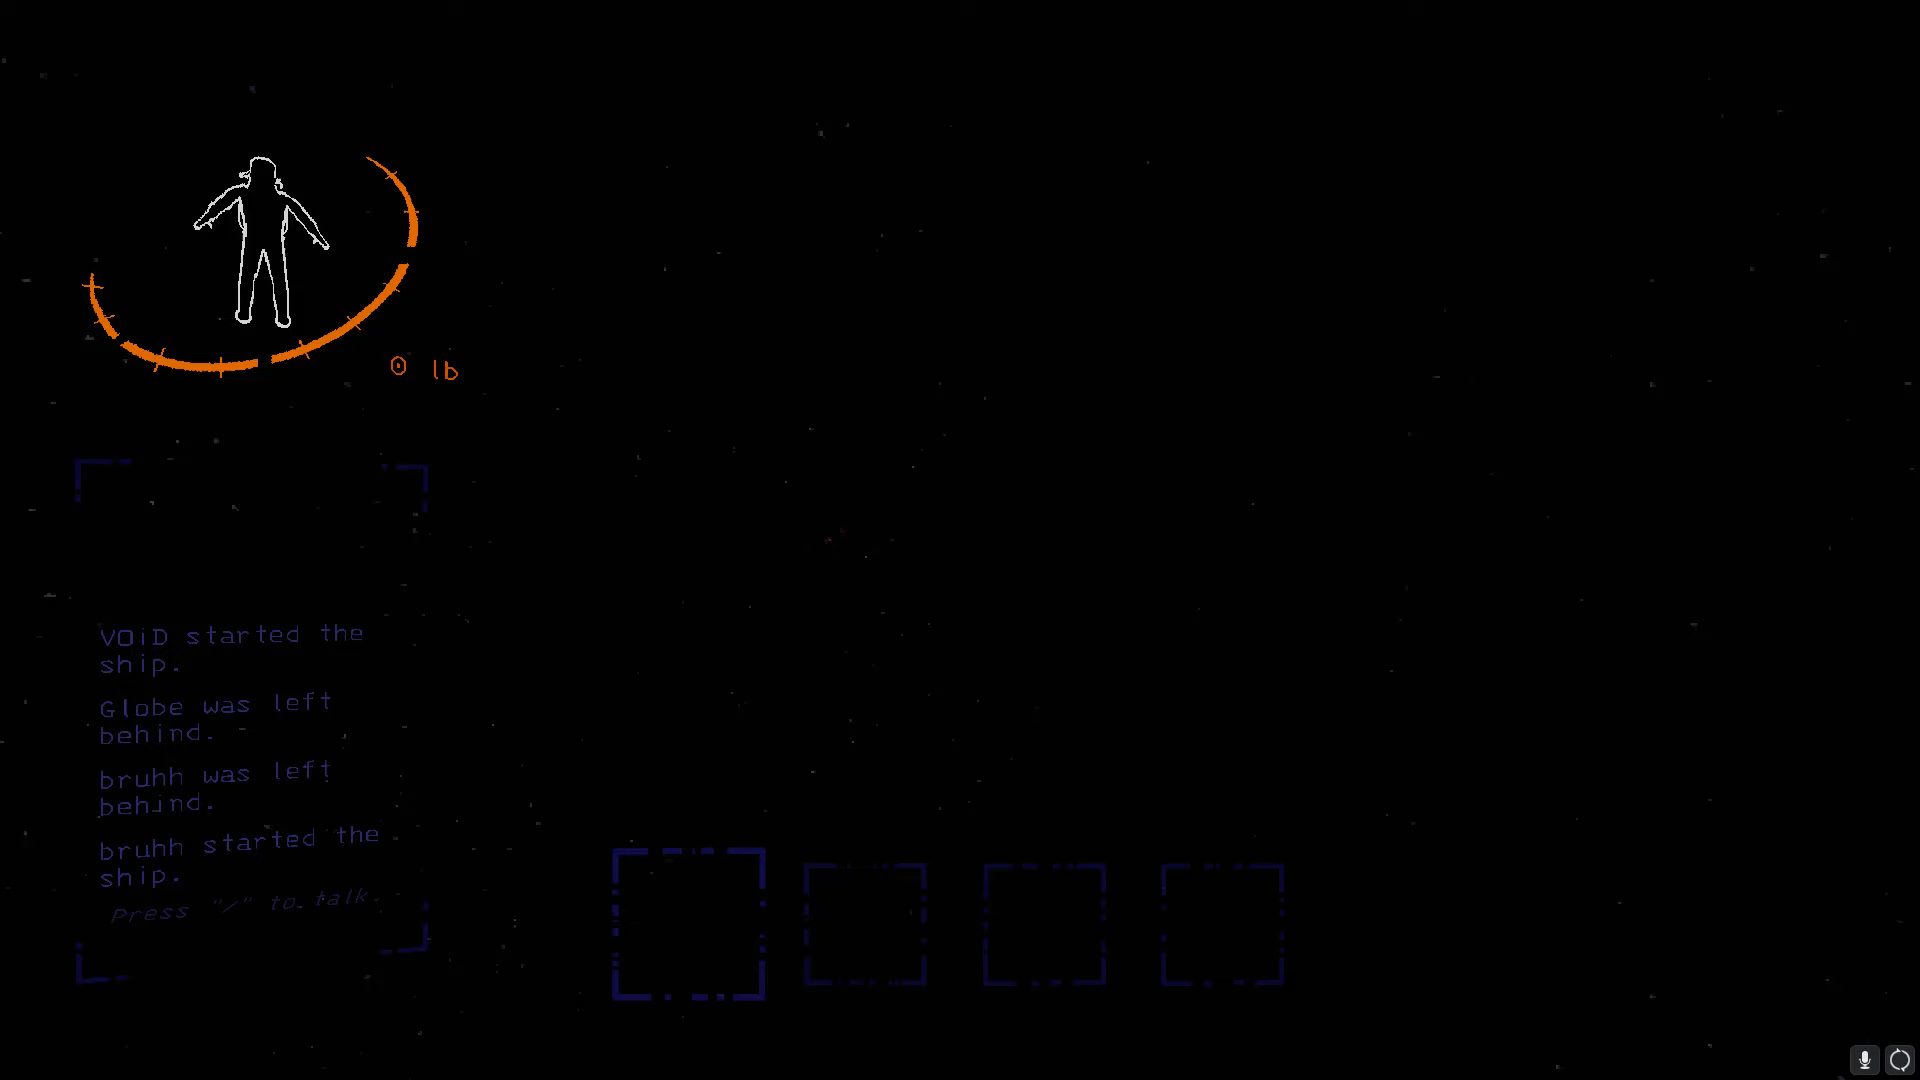 0 lb
VOiD started the
ship.
Globe was left
behind.
bruhh was left
behind.
bruhh started the
ship.
Press "/" to talk.